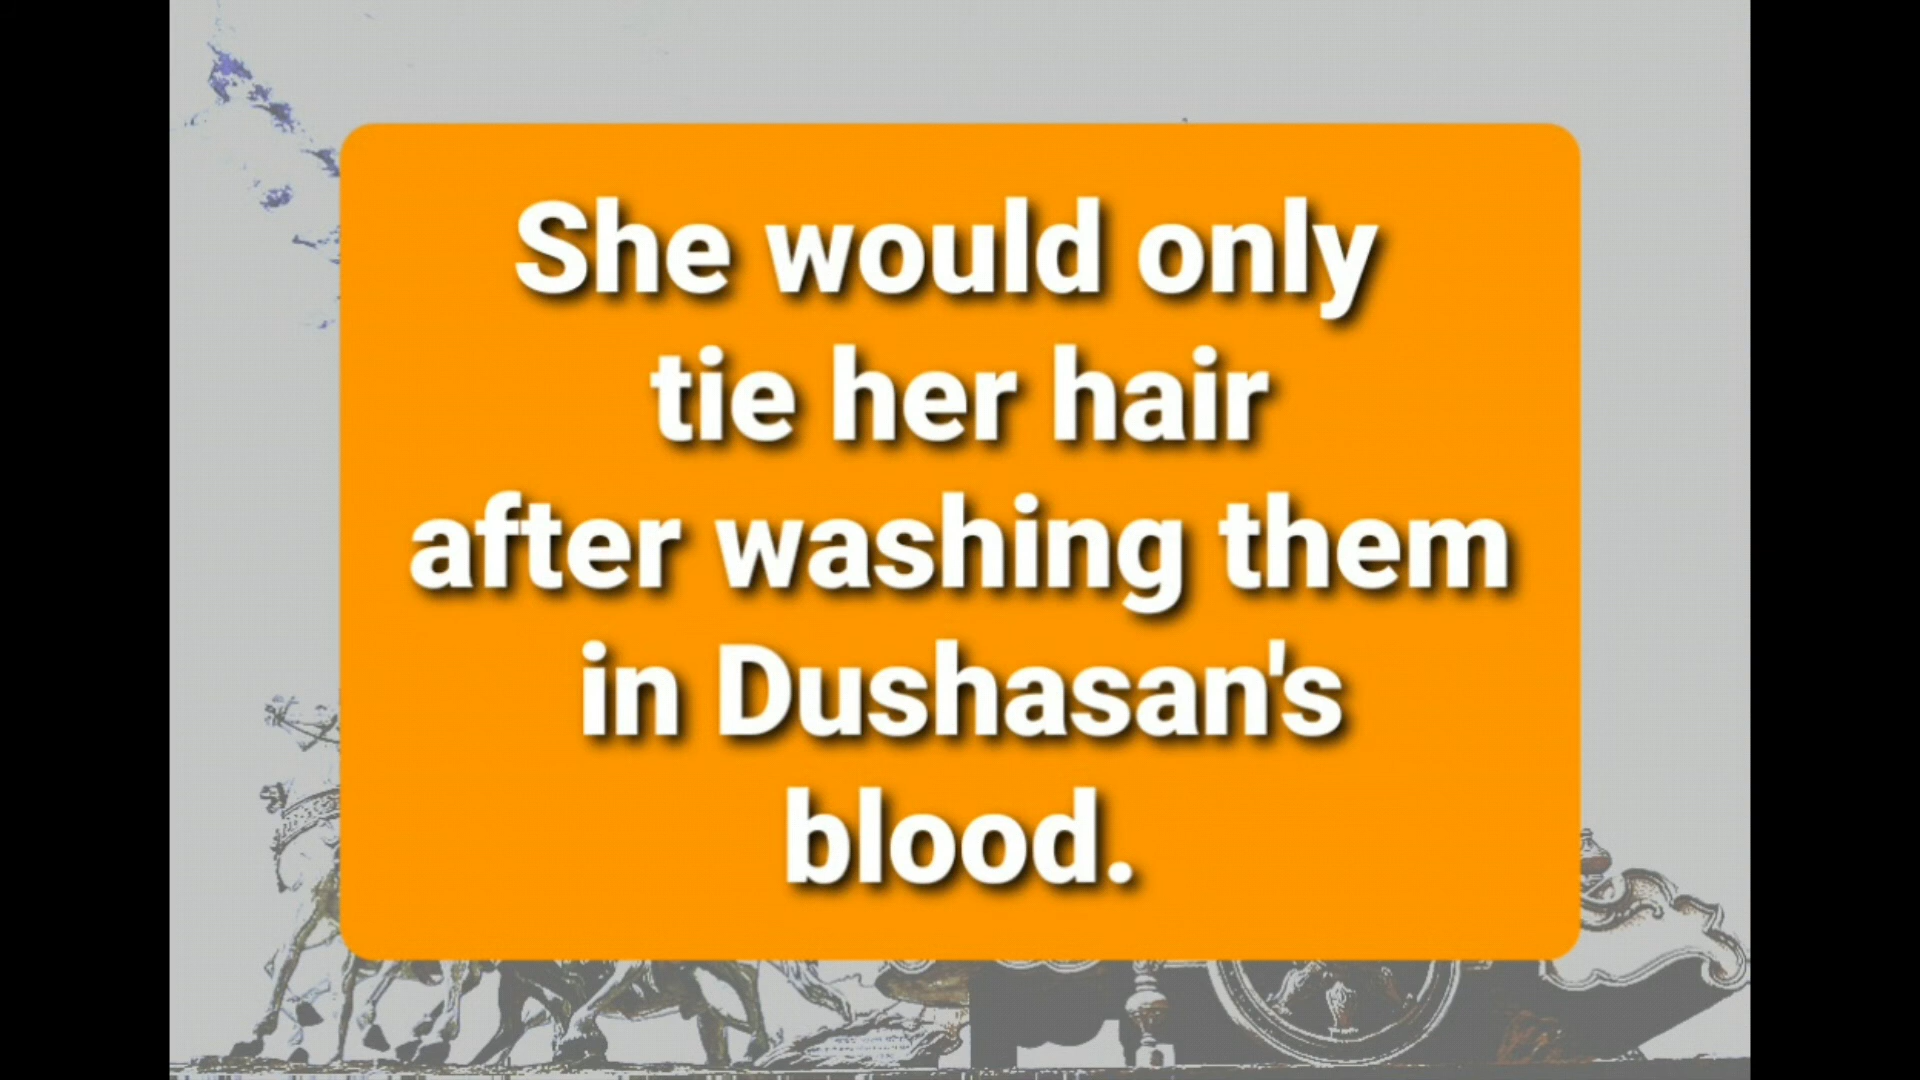 She would only
tie her hair
after washing them
in Dushasan's
blood.